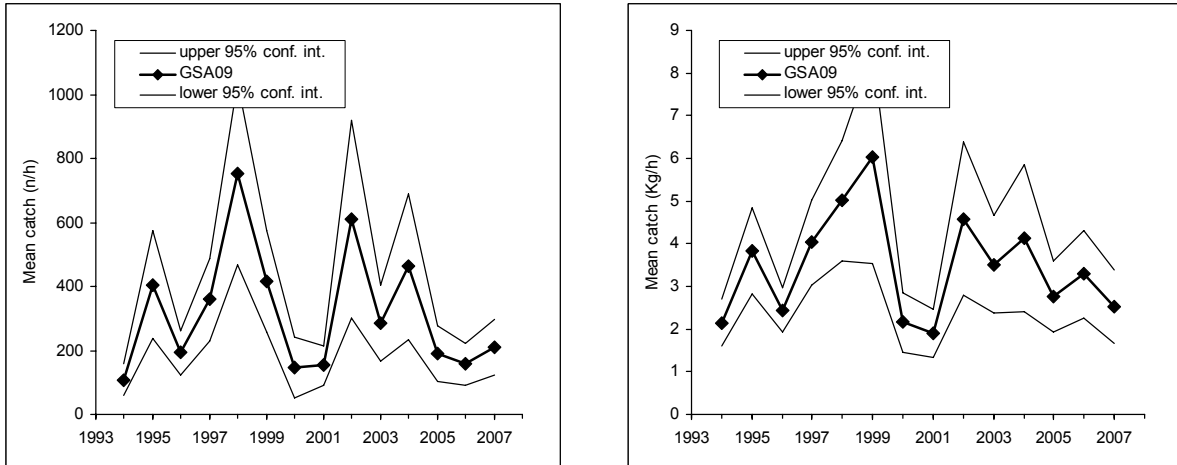 1200
1000
800
600
400
200
0
Mean catch (n/h)
upper 95% conf. int.
GSA09
lower 95% conf. int.
1993 1995 1997 1999 2001 2003 2005 2007
9
8
7
6
5
4
3
2
1
0
Mean catch (Kg/h)
upper 95% conf. int.
GSA09
lower 95% conf. int.
1993 1995 1997 1999 2001 2003 2005 2007